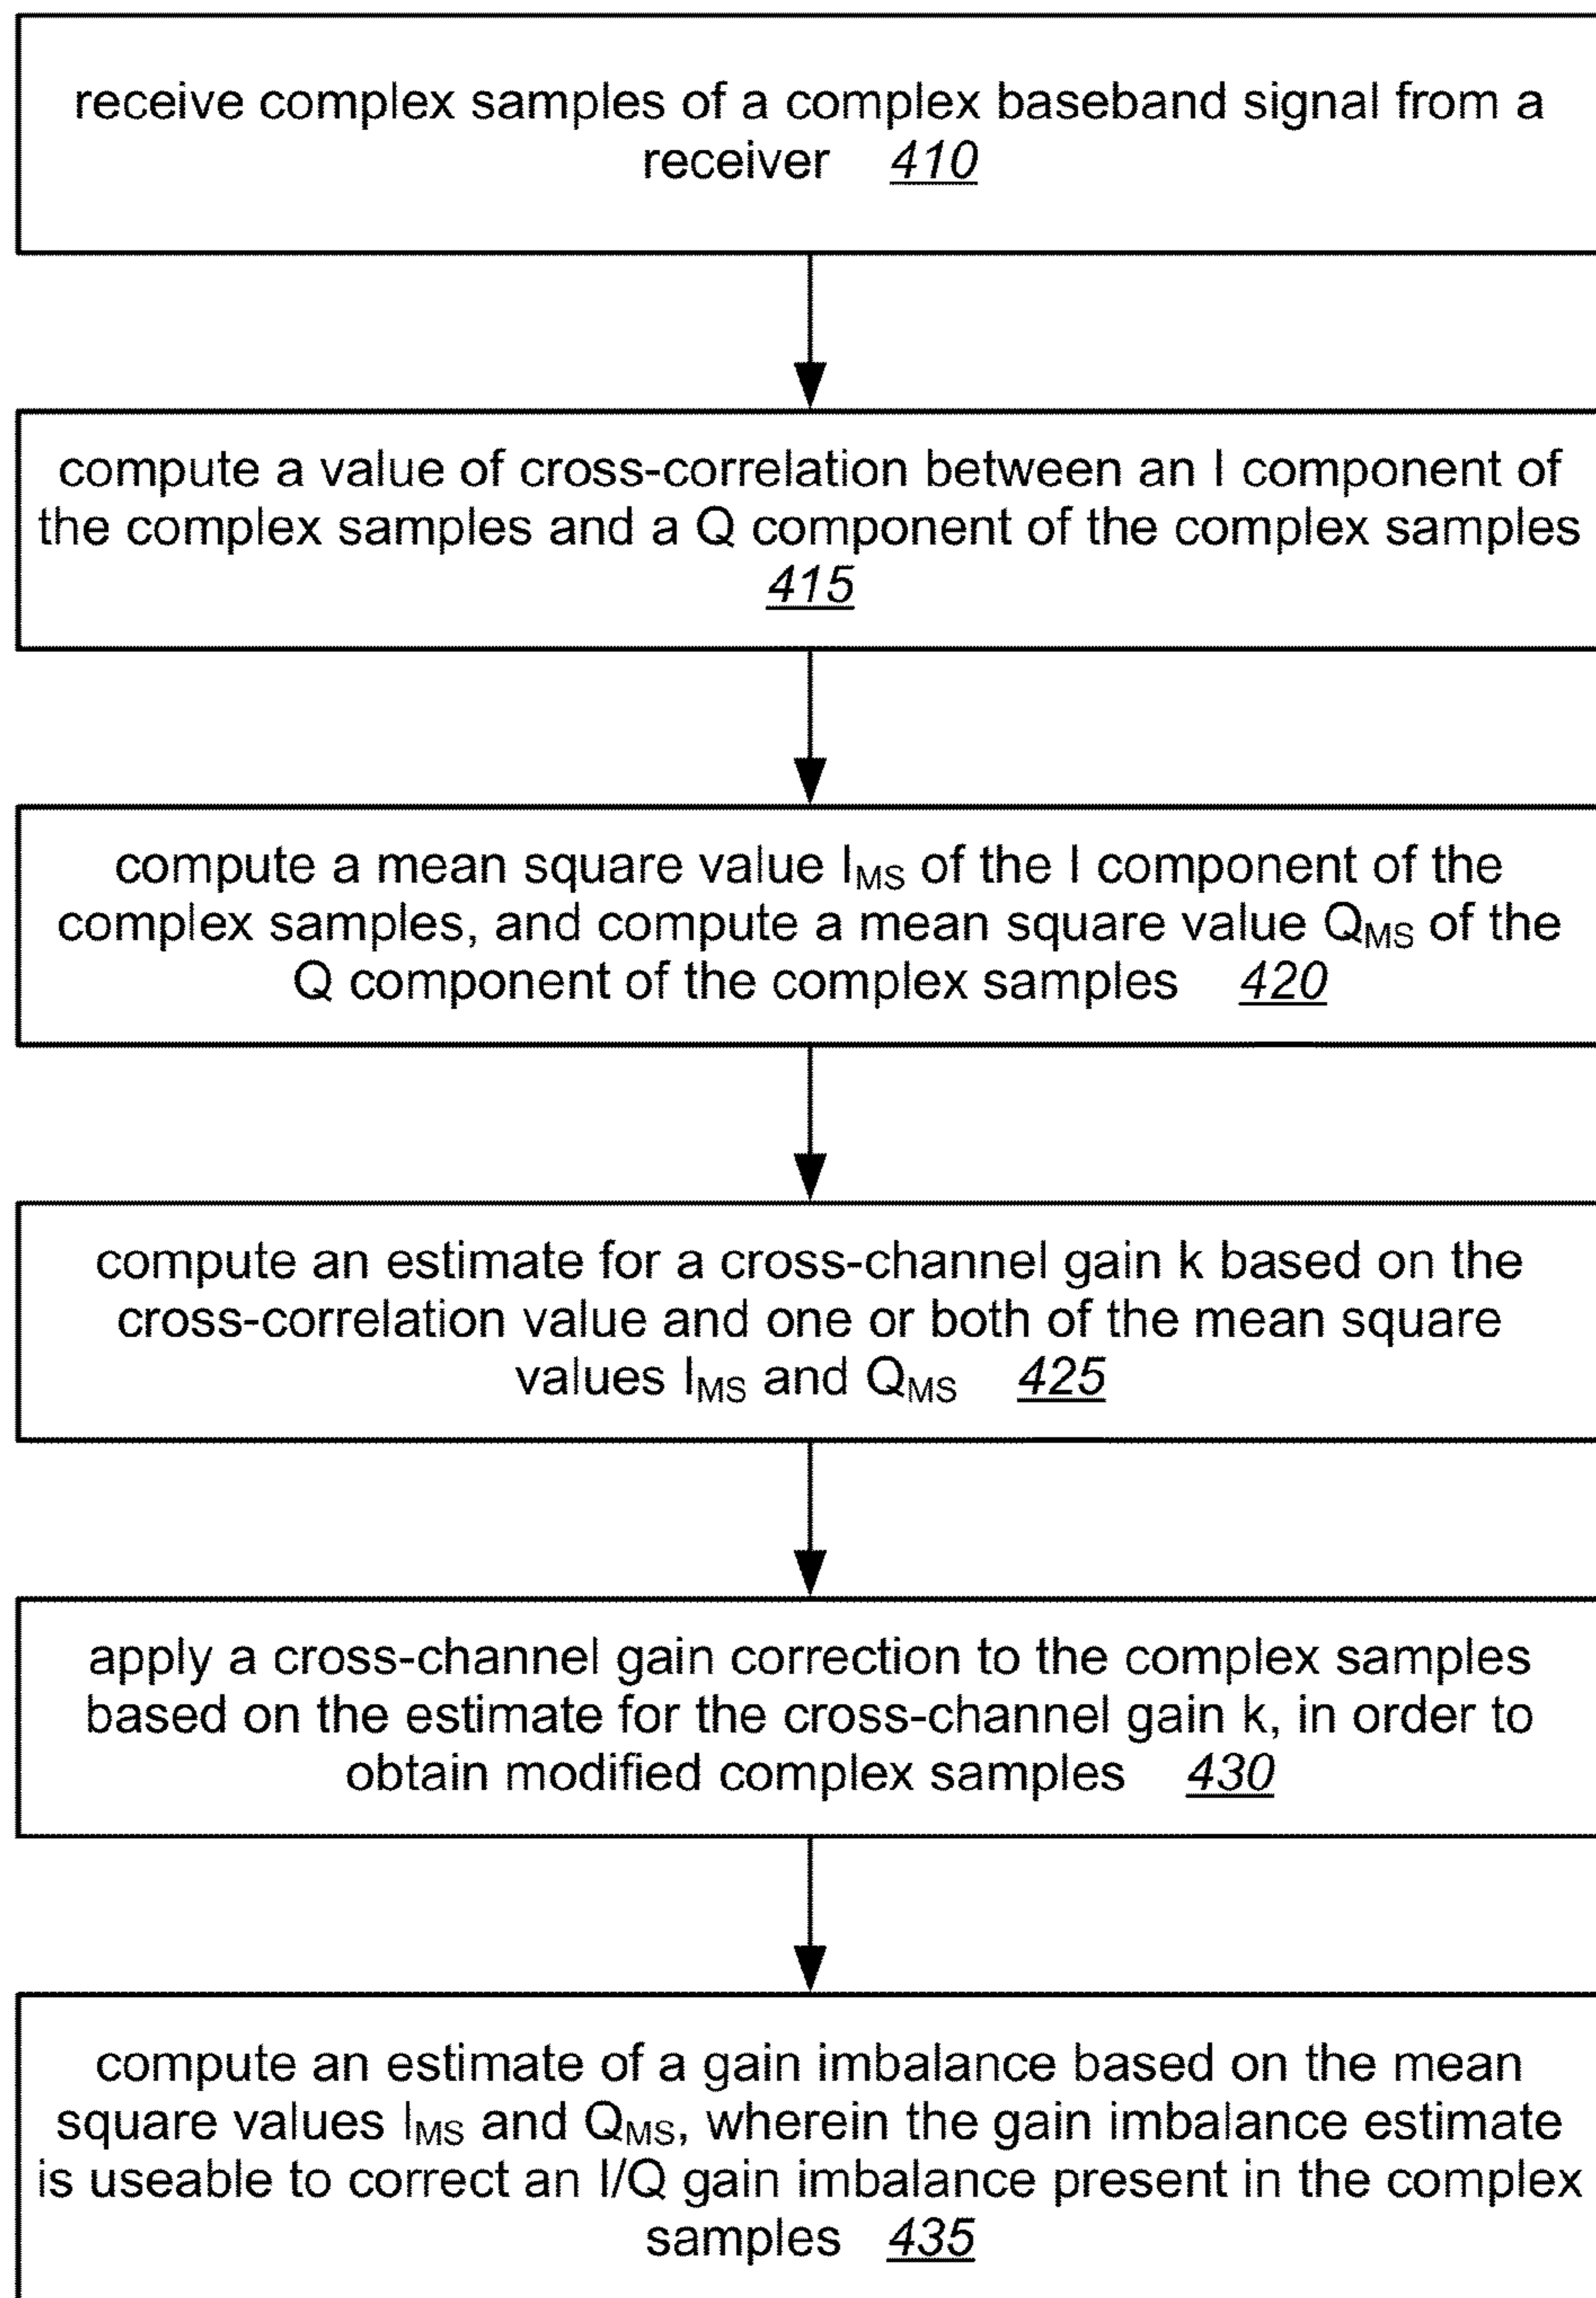 receive complex samples of a complex baseband signal from a
receiver 410
compute a value of cross-correlation between an I component of
the complex samples and a Q component of the complex samples
415
compute a mean square value IMS of the I component of the
complex samples, and compute a mean square value QMS of the
Q component of the complex samples 420
compute an estimate for a cross-channel gain k based on the
cross-correlation value and one or both of the mean square
values IMS and QMS 425
apply a cross-channel gain correction to the complex samples
based on the estimate for the cross-channel gain k, in order to
obtain modified complex samples 430
compute an estimate of a gain imbalance based on the mean
square values IMS and QMS, wherein the gain imbalance estimate
is useable to correct an I/Q gain imbalance present in the complex
samples 435